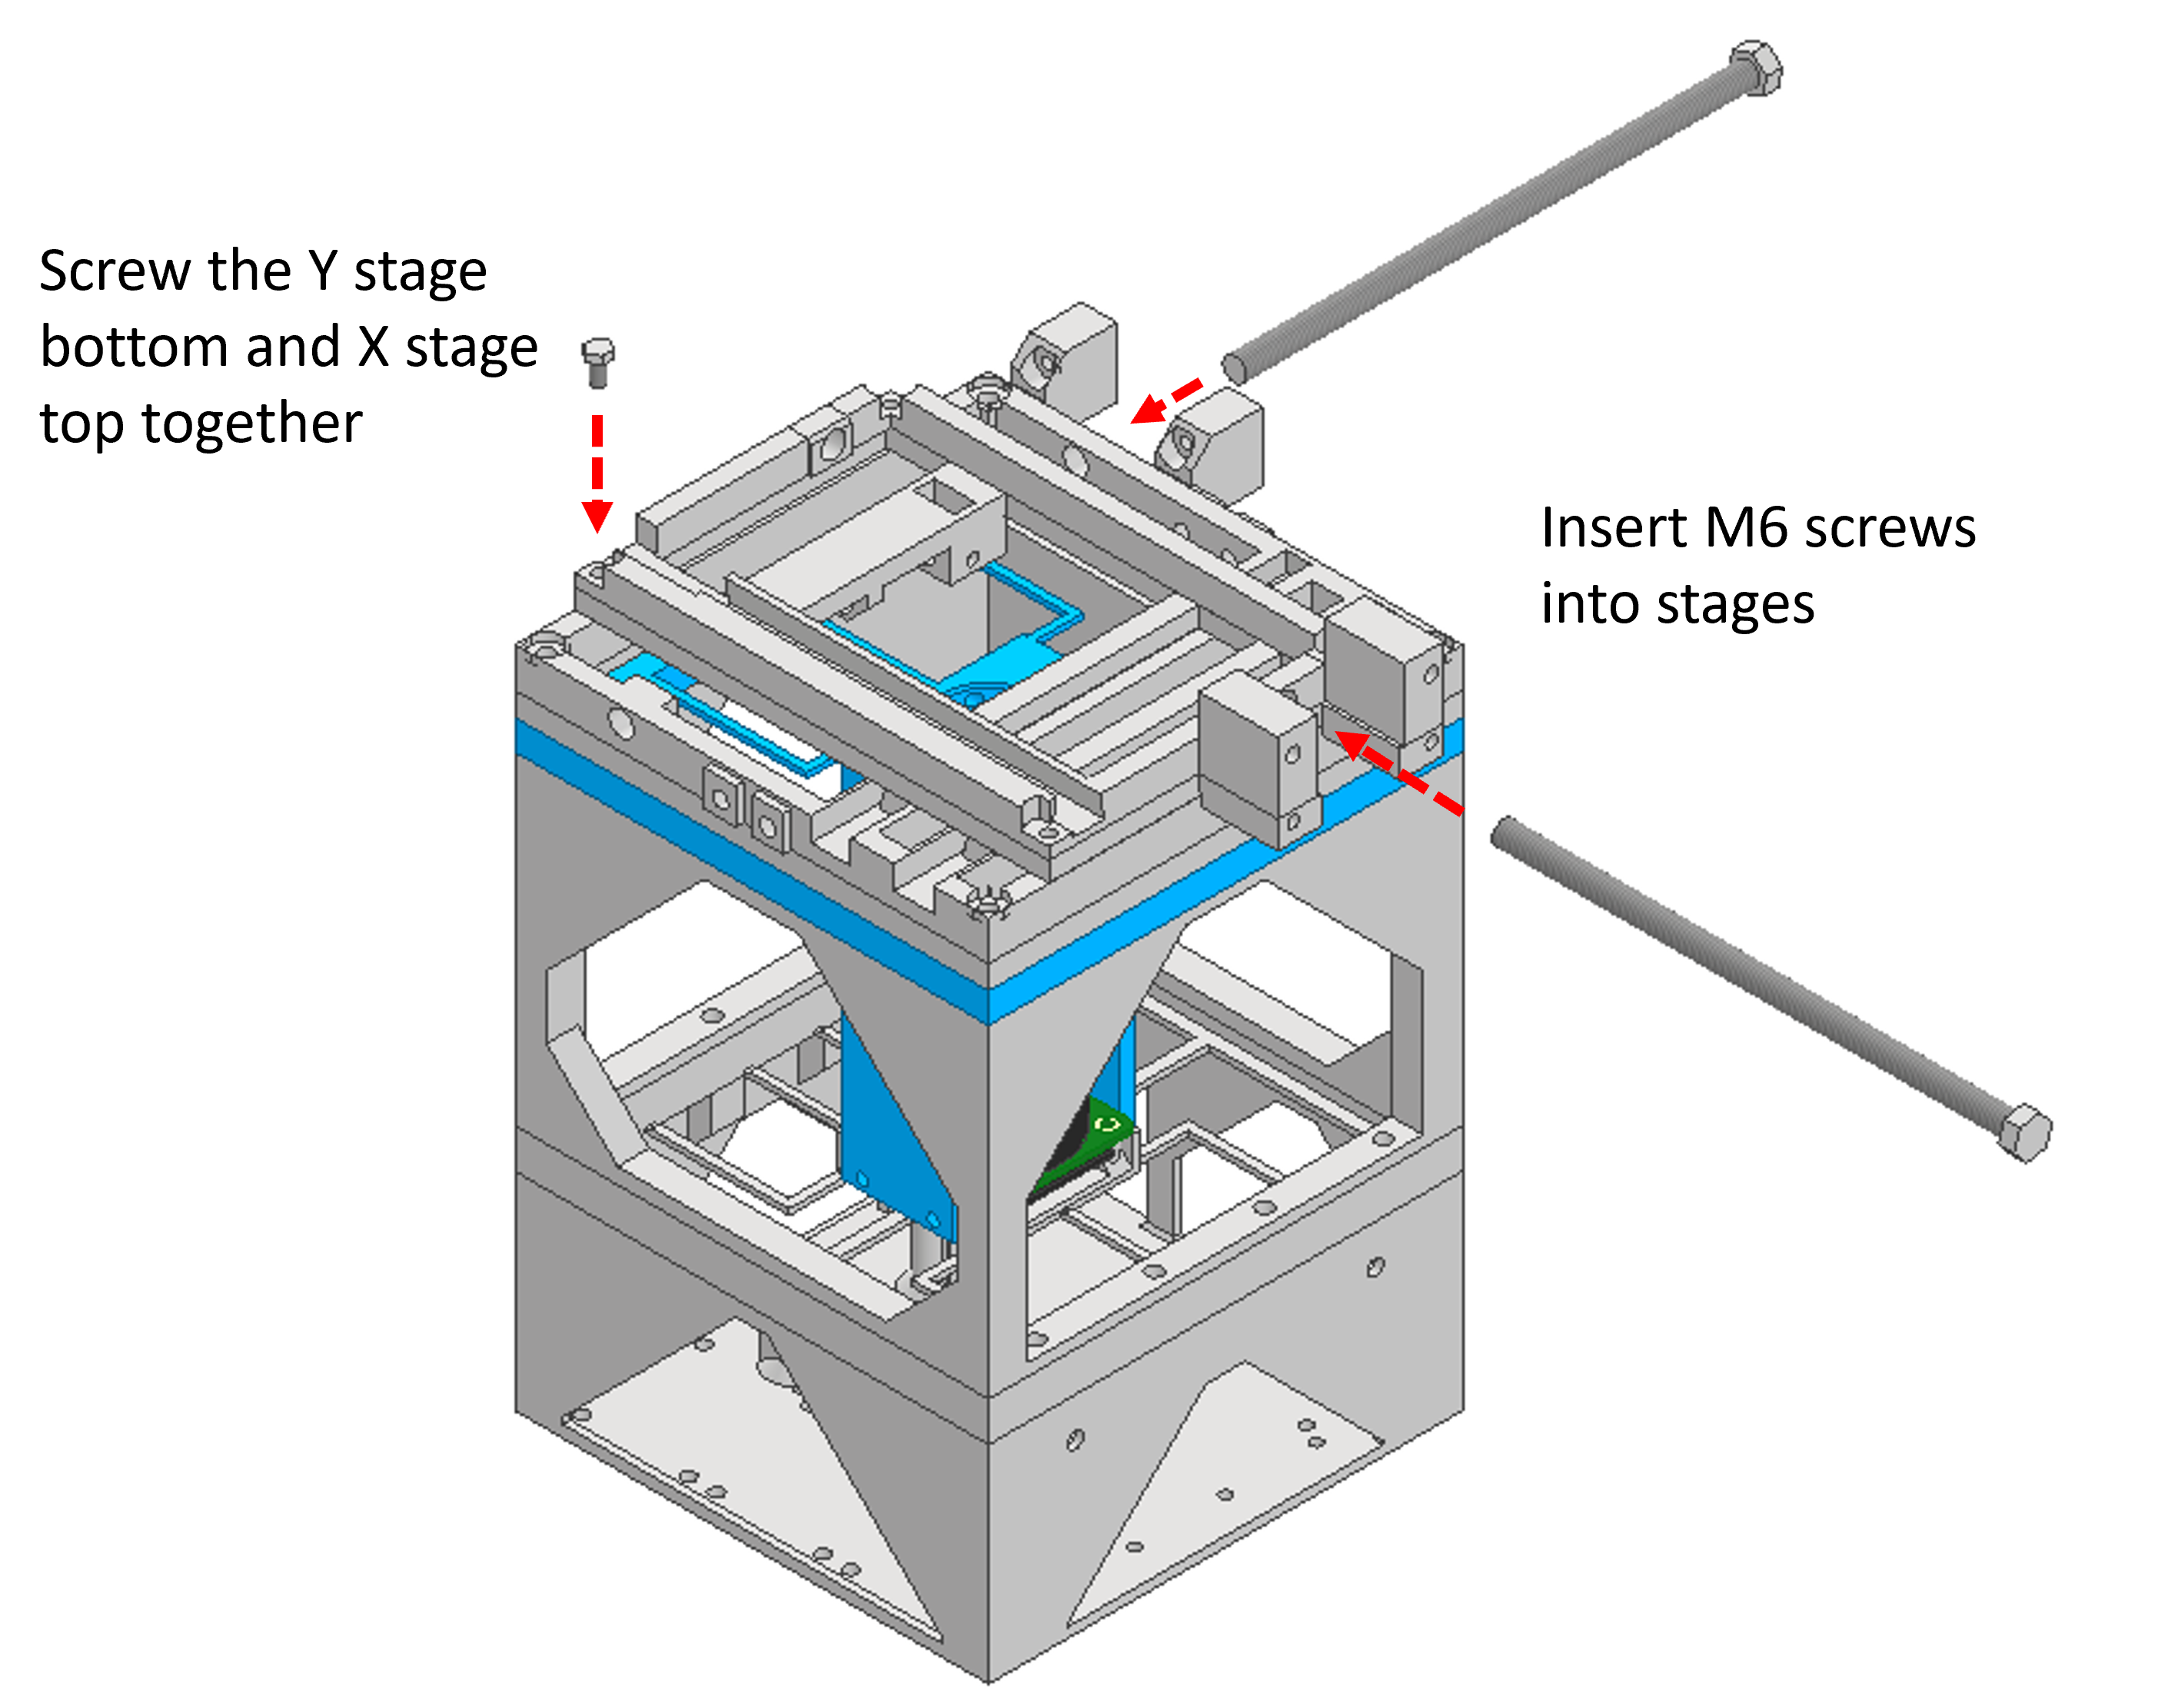 Screw the Y stage
bottom and X stage
top together
Insert M6 screws
into stages